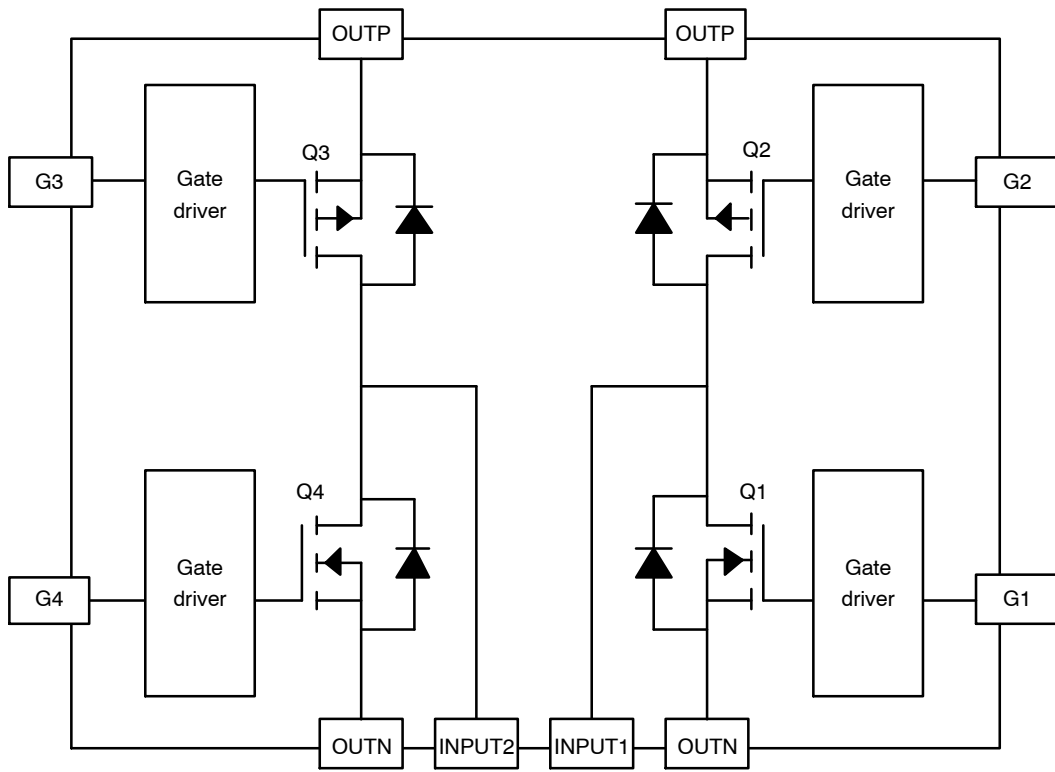 OUTP
OUTP
Q3
Q2
G3
Gate
driver
Gate
driver
G2
Q4
Q1
G4
Gate
driver
Gate
driver
G1
OUTN
INPUT2
INPUT1
OUTN